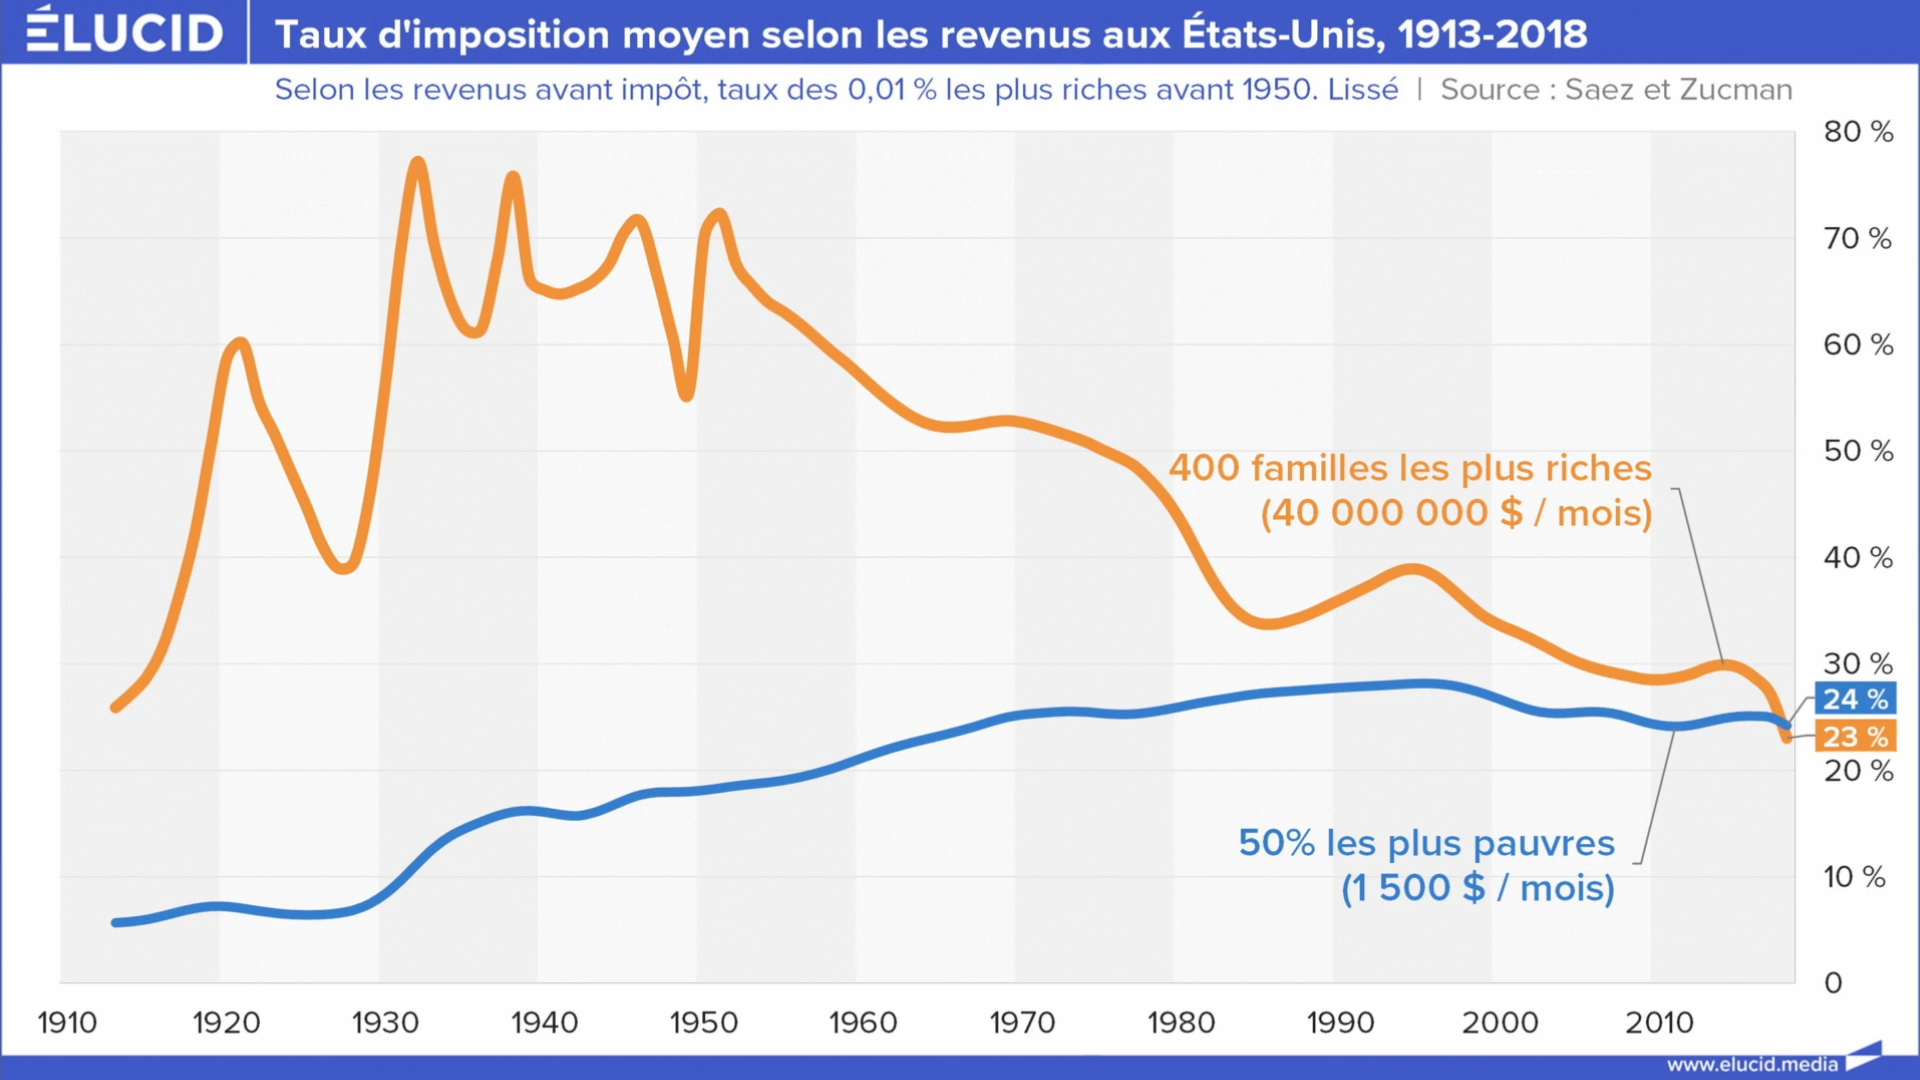 ÉLUCID
Taux d'imposition moyen selon les revenus aux États-Unis, 1913-2018
Selon les revenus avant impôt, taux des 0,01 % les plus riches avant 1950. Lissé | Source : Saez et Zucman
80 %
70 %
60 %
50 %
400 familles les plus riches
(40 000 000 $ / mois)
40 %
30 %
24 %
23 %
20 %
50% les plus pauvres
(1 500 $ / mois)
10 %
0
1910 1920 1930 1940 1950 1960 1970 1980 1990 2000 2010
www.elucid.media